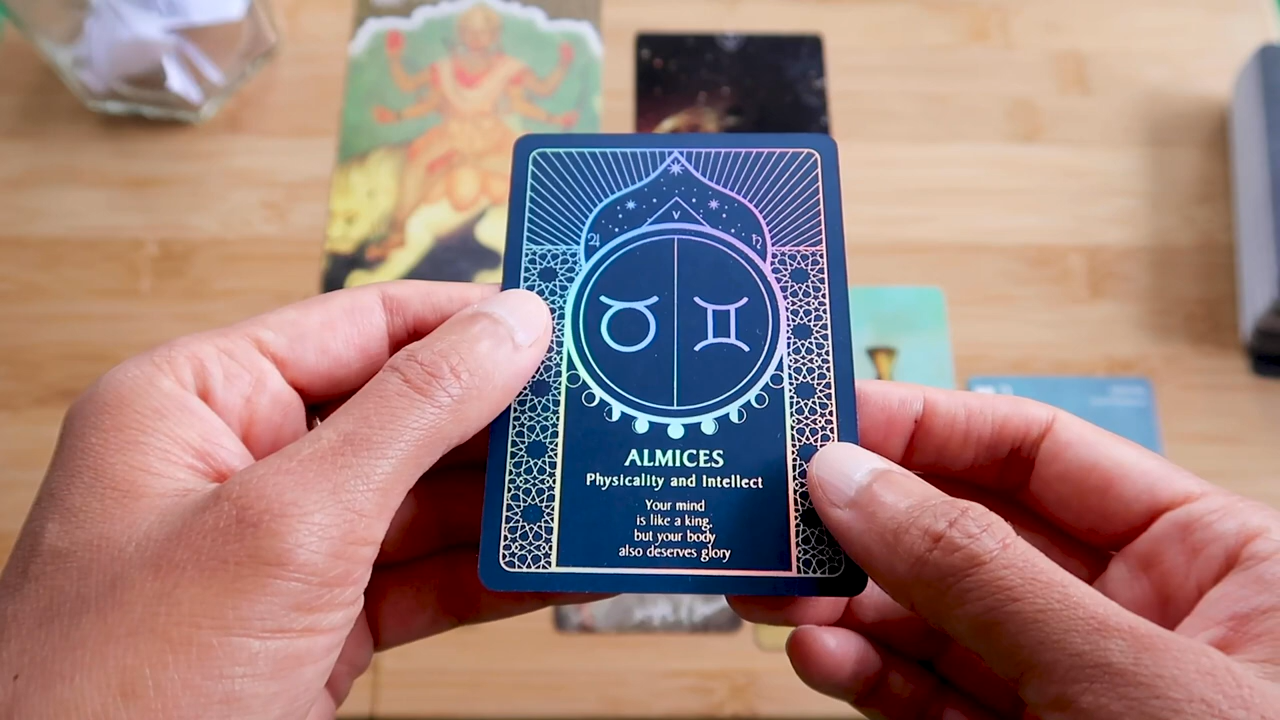 V
♃ ♄
♉ ♊
ALMICES
Physicality and Intellect
Your mind
is like a king,
but your body
also deserves glory